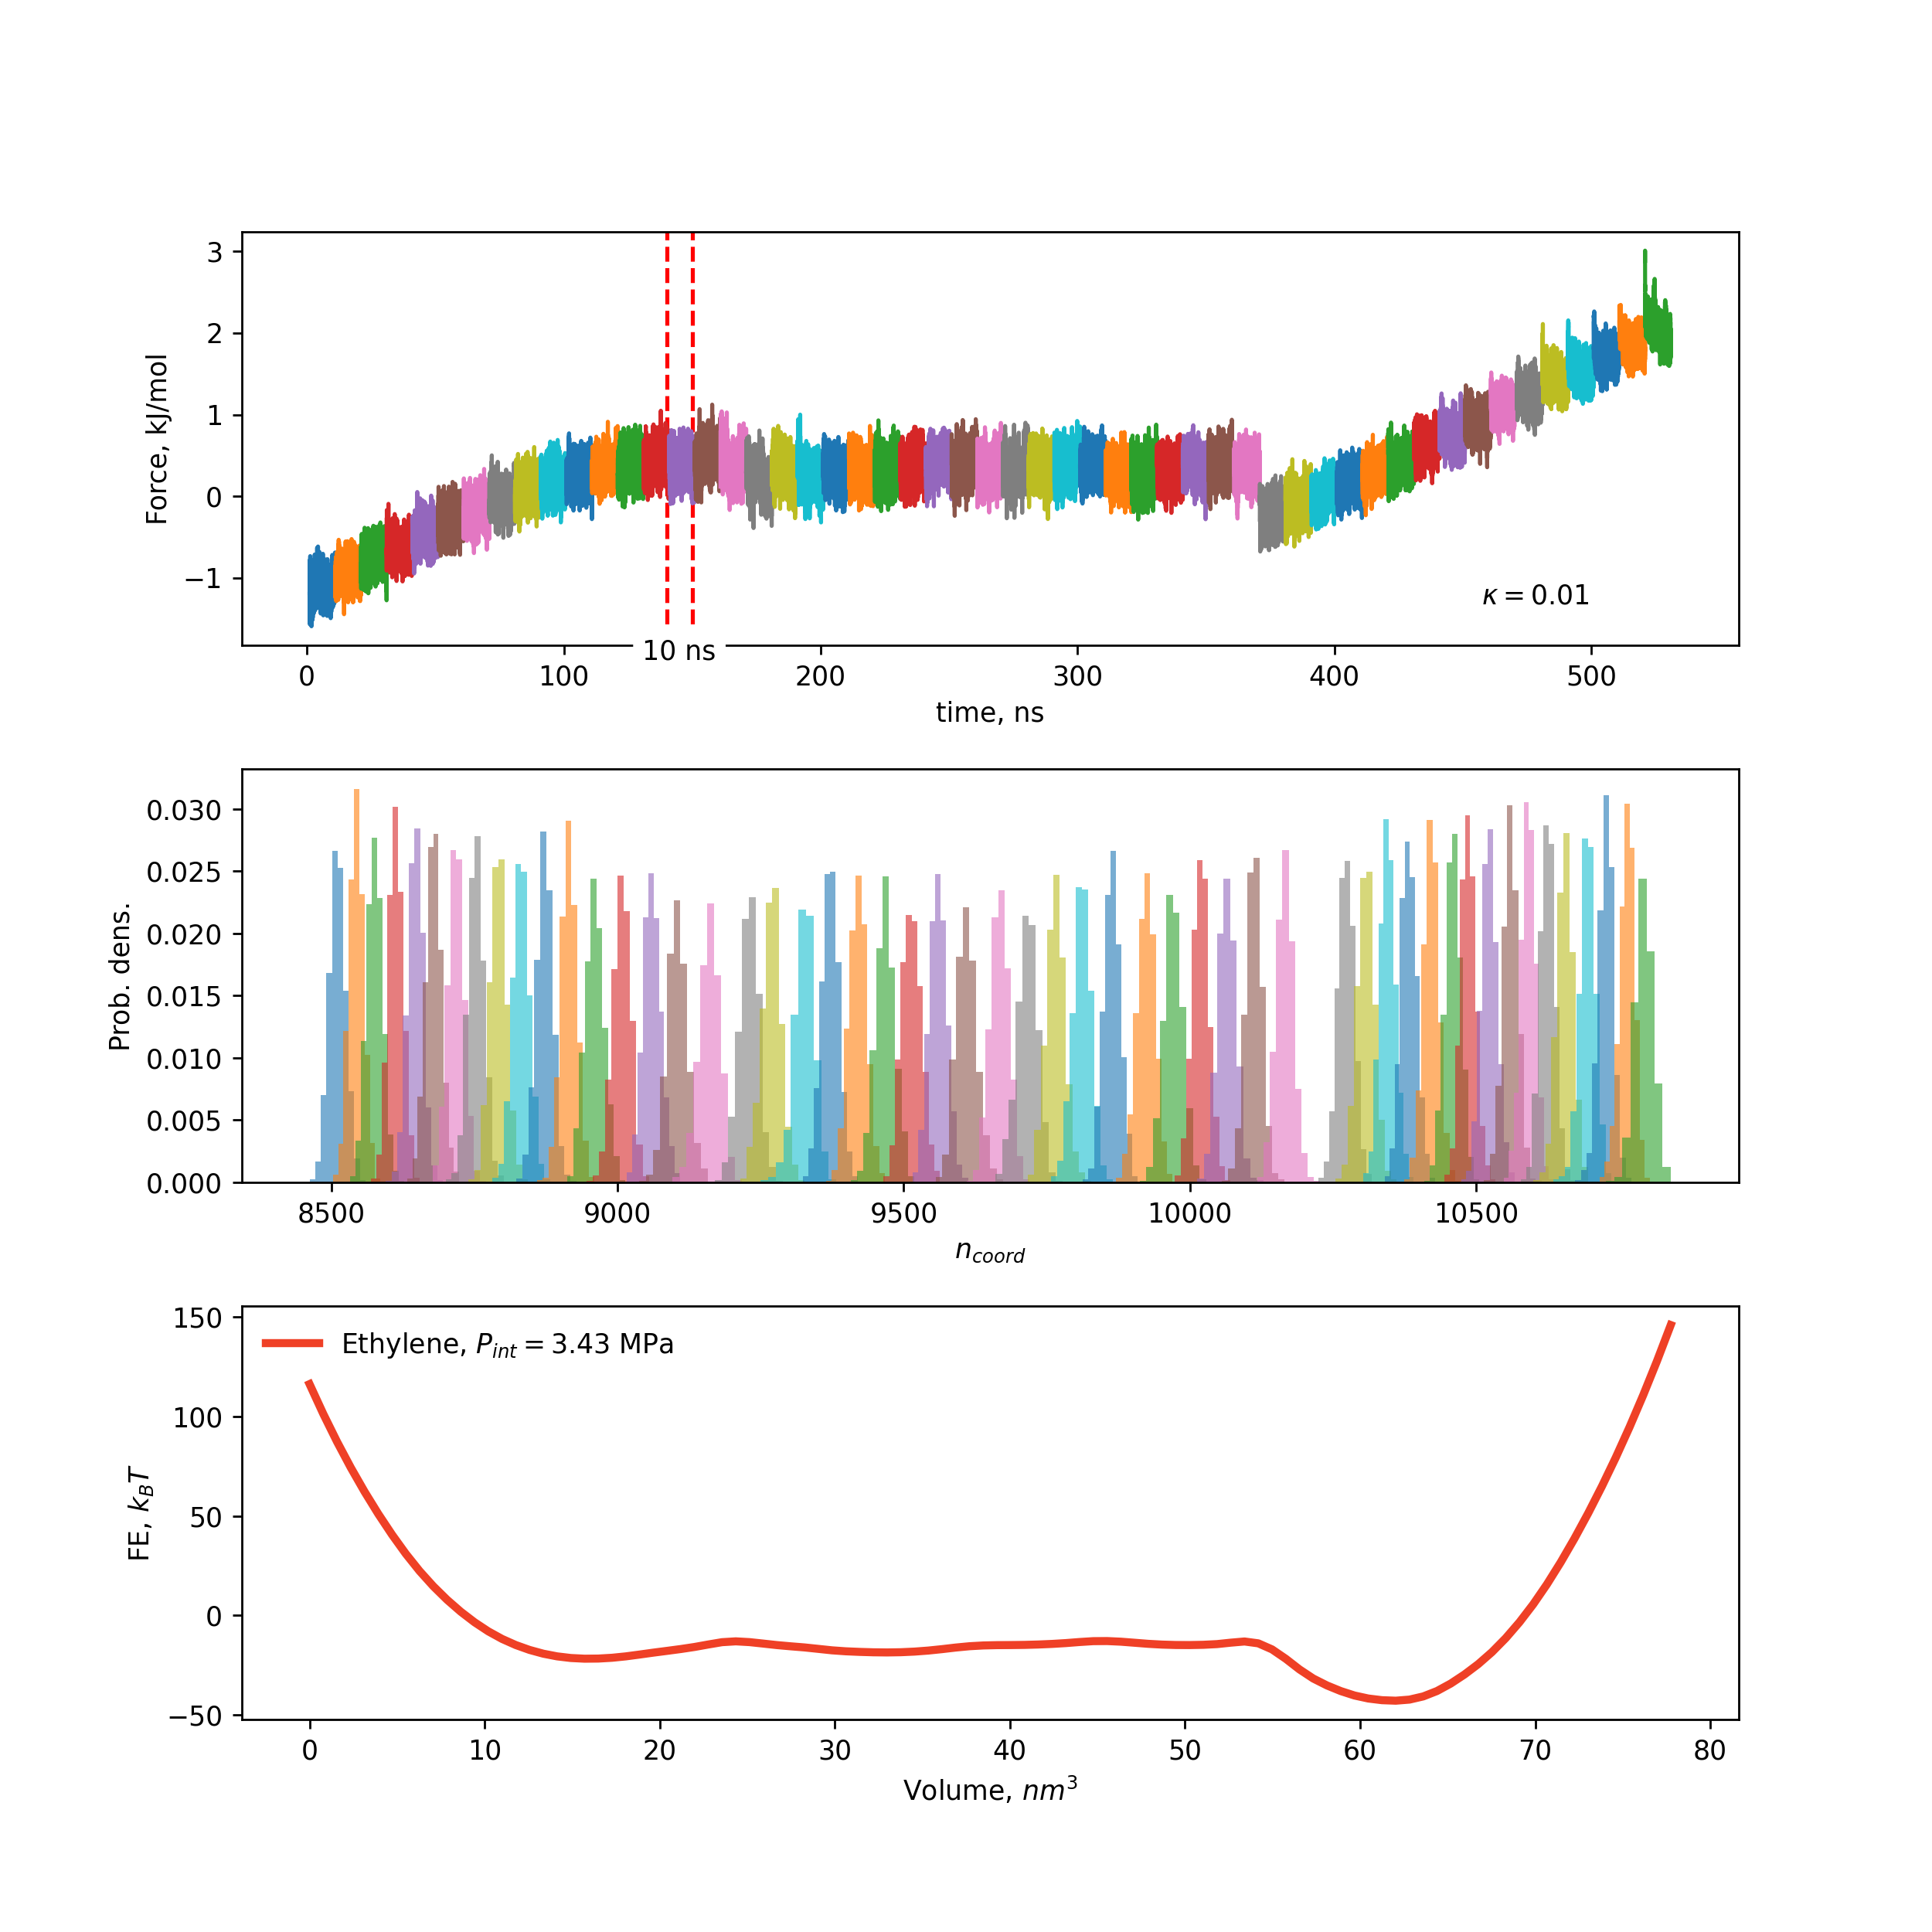 3
2
1
0
−1
Force, kJ/mol
κ = 0.01
10 ns
0 100 200 300 400 500
time, ns
0.030
0.025
0.020
0.015
0.010
0.005
0.000
Prob. dens.
8500 9000 9500 10000 10500
n_coord
150
100
50
0
−50
FE, k_BT
Ethylene, P_int = 3.43 MPa
0 10 20 30 40 50 60 70 80
Volume, nm³